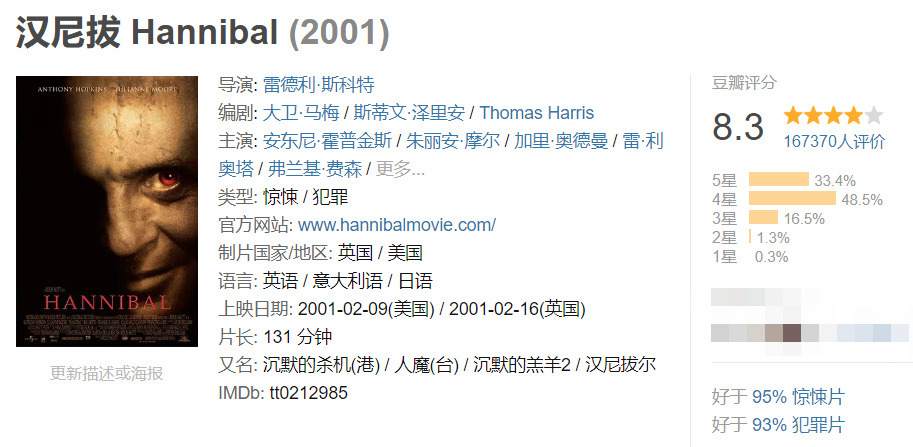 汉尼拔 Hannibal (2001)
ANTHONY HOPKINS JULIANNE MOORE
HANNIBAL
更新描述或海报
导演: 雷德利·斯科特
编剧: 大卫·马梅 / 斯蒂文·泽里安 / Thomas Harris
主演: 安东尼·霍普金斯 / 朱丽安·摩尔 / 加里·奥德曼 / 雷·利
奥塔 / 弗兰基·费森 / 更多...
类型: 惊悚 / 犯罪
官方网站: www.hannibalmovie.com/
制片国家/地区: 英国 / 美国
语言: 英语 / 意大利语 / 日语
上映日期: 2001-02-09(美国) / 2001-02-16(英国)
片长: 131 分钟
又名: 沉默的杀机(港) / 人魔(台) / 沉默的羔羊2 / 汉尼拔尔
IMDb: tt0212985
豆瓣评分
8.3
167370人评价
5星 33.4%
4星 48.5%
3星 16.5%
2星 1.3%
1星 0.3%
好于 95% 惊悚片
好于 93% 犯罪片